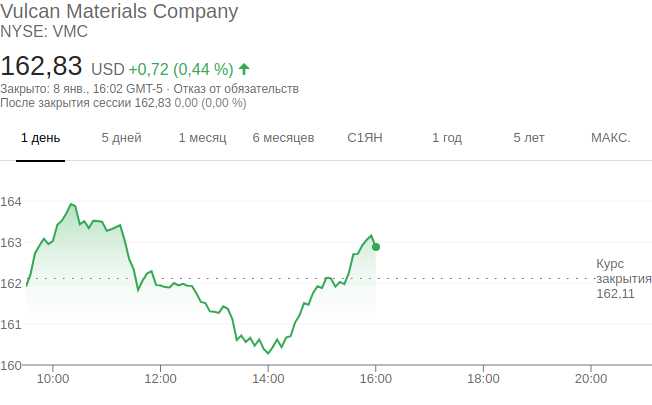 Vulcan Materials Company
NYSE: VMC
162,83 USD +0,72 (0,44 %)
Закрыто: 8 янв., 16:02 GMT-5 · Отказ от обязательств
После закрытия сессии 162,83 0,00 (0,00 %)
1 день 5 дней 1 месяц 6 месяцев С1ЯН 1 год 5 лет МАКС.
164
163
162
161
160
Курс
закрытия
162,11
10:00 12:00 14:00 16:00 18:00 20:00